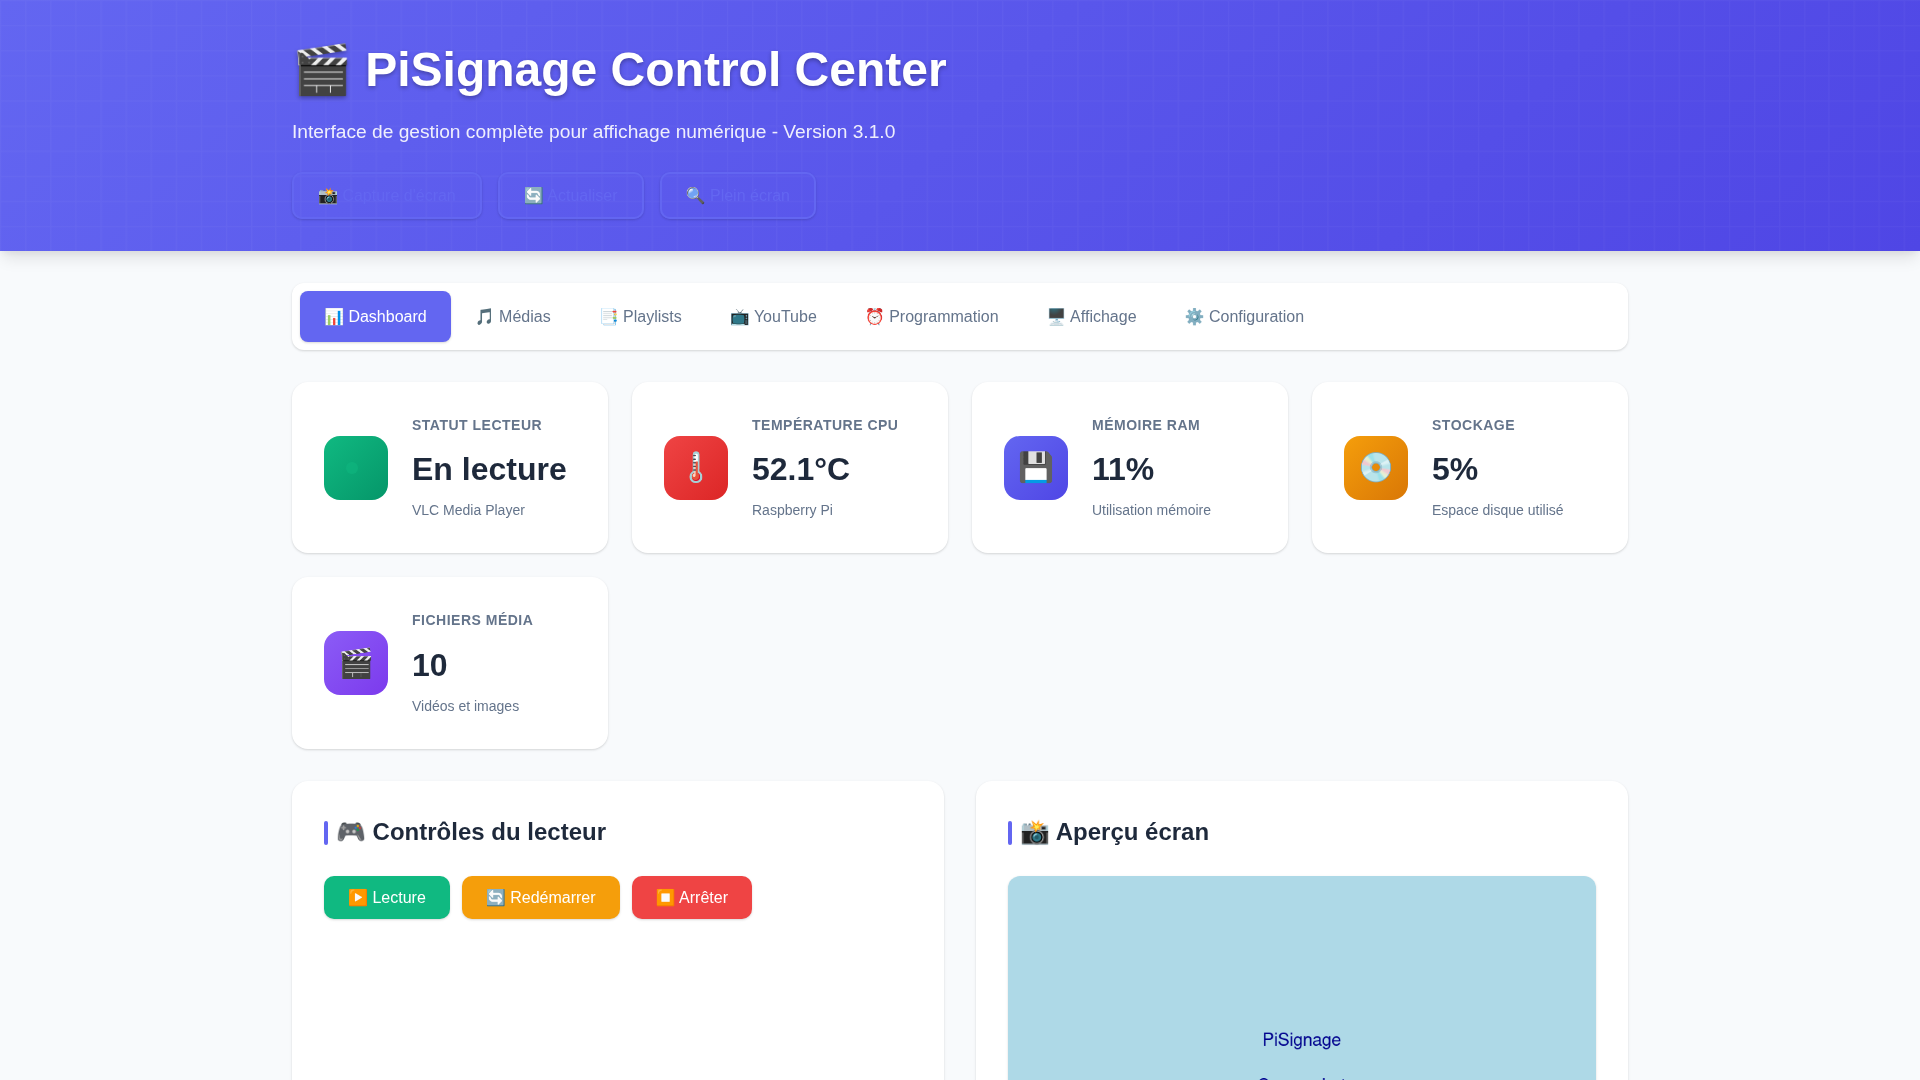 🎬 PiSignage Control Center
Interface de gestion complète pour affichage numérique - Version 3.1.0
📸 Capture d'écran 🔄 Actualiser 🔍 Plein écran
📊 Dashboard 🎵 Médias 📑 Playlists 📺 YouTube ⏰ Programmation 🖥️ Affichage ⚙️ Configuration
STATUT LECTEUR
En lecture
VLC Media Player
TEMPÉRATURE CPU
52.1°C
Raspberry Pi
MÉMOIRE RAM
11%
Utilisation mémoire
STOCKAGE
5%
Espace disque utilisé
FICHIERS MÉDIA
10
Vidéos et images
🎮 Contrôles du lecteur
▶️ Lecture 🔄 Redémarrer ⏹️ Arrêter
📸 Aperçu écran
PiSignage